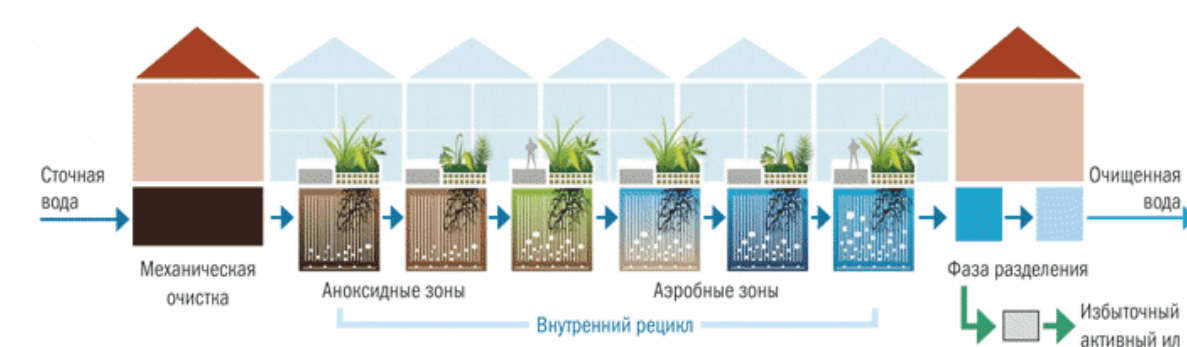 Сточная
вода
Механическая
очистка
Аноксидные зоны
Аэробные зоны
Внутренний рецикл
Очищенная
вода
Фаза разделения
Избыточный
активный ил